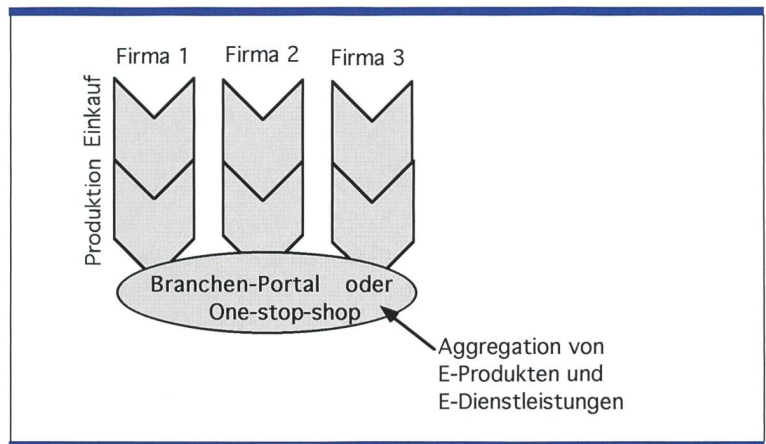 Firma 1 Firma 2 Firma 3
Produktion Einkauf
Branchen-Portal oder
One-stop-shop
Aggregation von
E-Produkten und
E-Dienstleistungen